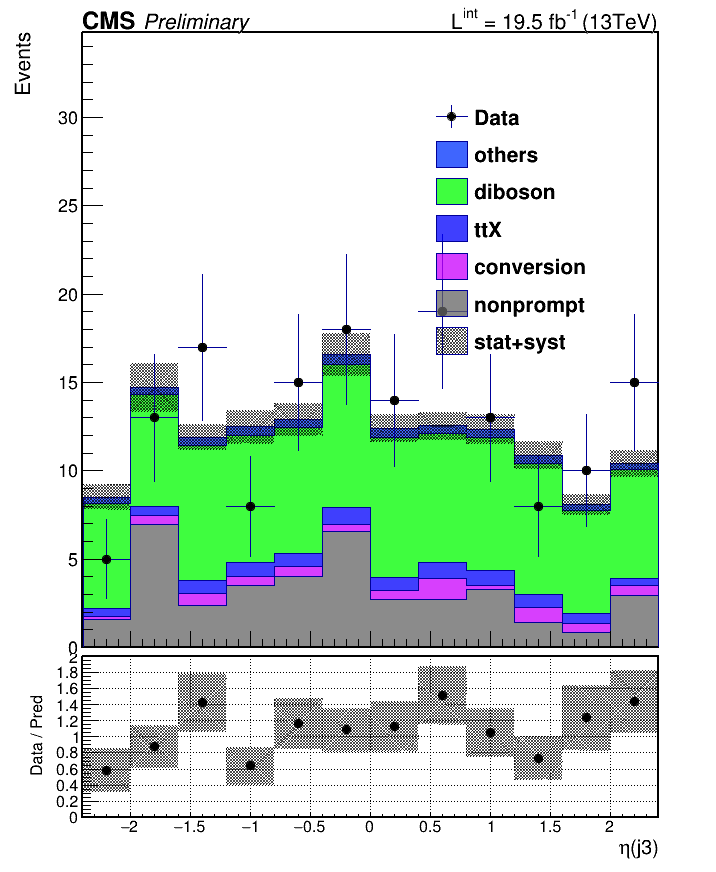 CMS Preliminary L^int = 19.5 fb^-1 (13TeV)
Events
30
25
20
15
10
5
0
Data
others
diboson
ttX
conversion
nonprompt
stat+syst
Data / Pred
2
1.8
1.6
1.4
1.2
1
0.8
0.6
0.4
0.2
0
−2 −1.5 −1 −0.5 0 0.5 1 1.5 2
η(j3)